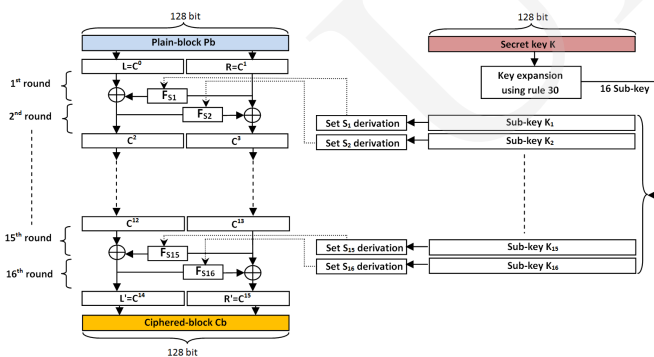 128 bit
128 bit
Plain-block Pb
Secret key K
L=C⁰
R=C¹
1ˢᵗ round
Key expansion
using rule 30
16 Sub-key
F_S1
2ⁿᵈ round
F_S2
Set S₁ derivation
Sub-key K₁
C²
C³
Set S₂ derivation
Sub-key K₂
C¹²
C¹³
15ᵗʰ round
F_S15
Set S₁₅ derivation
Sub-key K₁₅
16ᵗʰ round
F_S16
Set S₁₆ derivation
Sub-key K₁₆
L'=C¹⁴
R'=C¹⁵
Ciphered-block Cb
128 bit